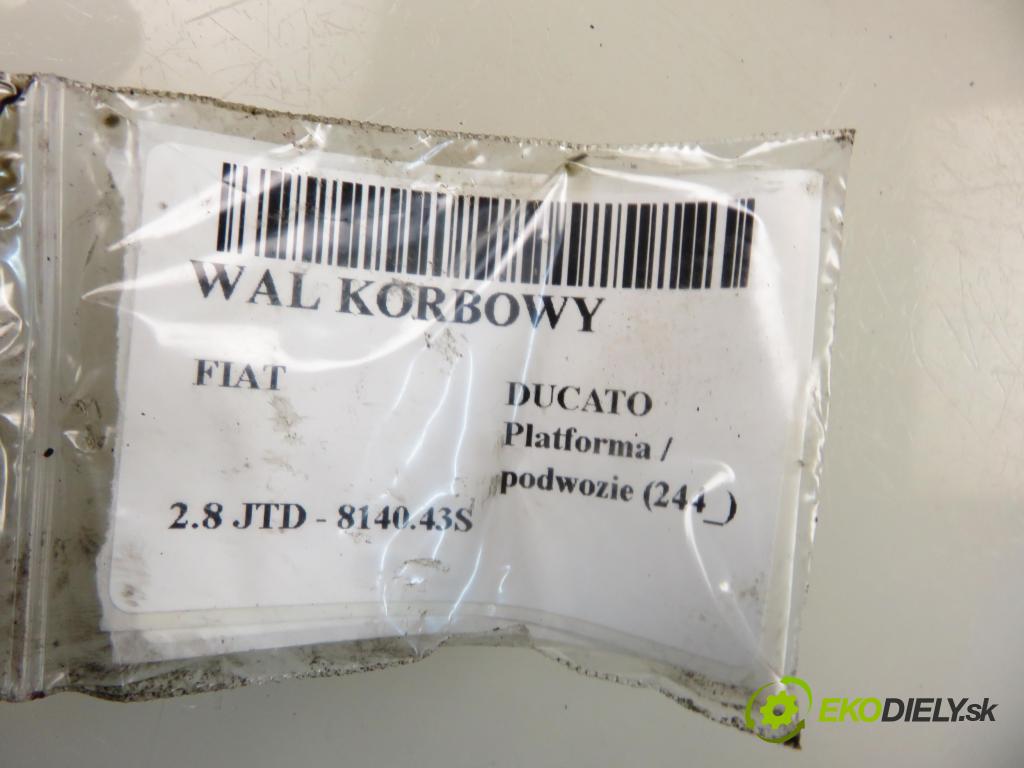 WAL KORBOWY
FIAT
DUCATO
Platforma /
podwozie (244_)
2.8 JTD - 8140.43S
EKODIELY.sk